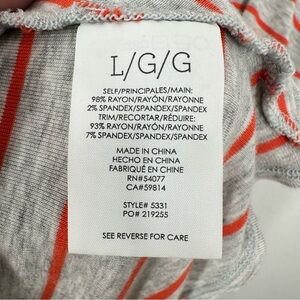 L/G/G
SELF/PRINCIPALES/MAIN:
98% RAYON/RAYÓN/RAYONNE
2% SPANDEX/SPANDEX/SPANDEX
TRIM/RECORTAR/RÉDUIRE:
93% RAYON/RAYÓN/RAYONNE
7% SPANDEX/SPANDEX/SPANDEX
MADE IN CHINA
HECHO EN CHINA
FABRIQUÉ EN CHINE
RN#54077
CA#59814
STYLE# 5331
PO# 219255
SEE REVERSE FOR CARE